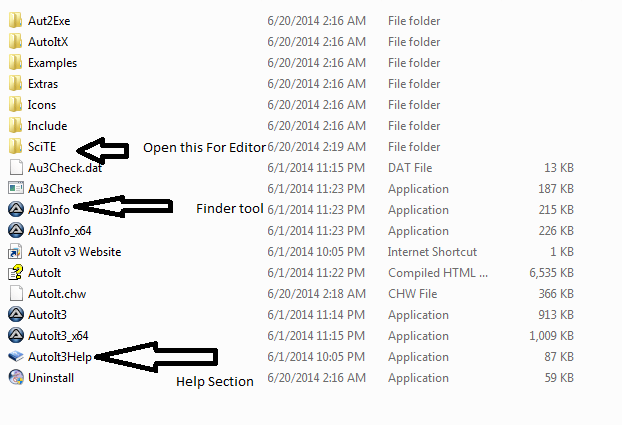 Aut2Exe 6/20/2014 2:16 AM File folder
AutoItX 6/20/2014 2:16 AM File folder
Examples 6/20/2014 2:16 AM File folder
Extras 6/20/2014 2:16 AM File folder
Icons 6/20/2014 2:16 AM File folder
Include 6/20/2014 2:16 AM File folder
SciTE Open this For Editor 6/20/2014 2:19 AM File folder
Au3Check.dat 6/1/2014 11:15 PM DAT File 13 KB
Au3Check 6/1/2014 11:23 PM Application 187 KB
Au3Info Finder tool 6/1/2014 11:23 PM Application 215 KB
Au3Info_x64 6/1/2014 11:23 PM Application 226 KB
AutoIt v3 Website 6/1/2014 10:05 PM Internet Shortcut 1 KB
AutoIt 6/1/2014 11:22 PM Compiled HTML ... 6,535 KB
AutoIt.chw 6/20/2014 2:18 AM CHW File 366 KB
AutoIt3 6/1/2014 11:14 PM Application 913 KB
AutoIt3_x64 6/1/2014 11:15 PM Application 1,009 KB
AutoIt3Help 6/1/2014 10:05 PM Application 87 KB
Uninstall Help Section 6/20/2014 2:16 AM Application 59 KB